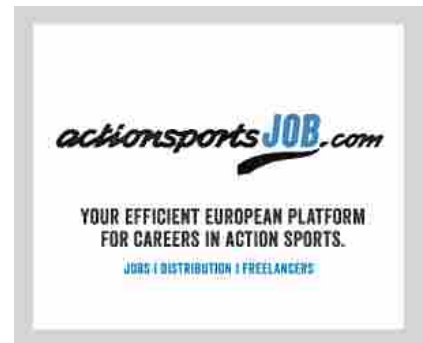 actionsportsJOB.com
YOUR EFFICIENT EUROPEAN PLATFORM
FOR CAREERS IN ACTION SPORTS.
JOBS | DISTRIBUTION | FREELANCERS